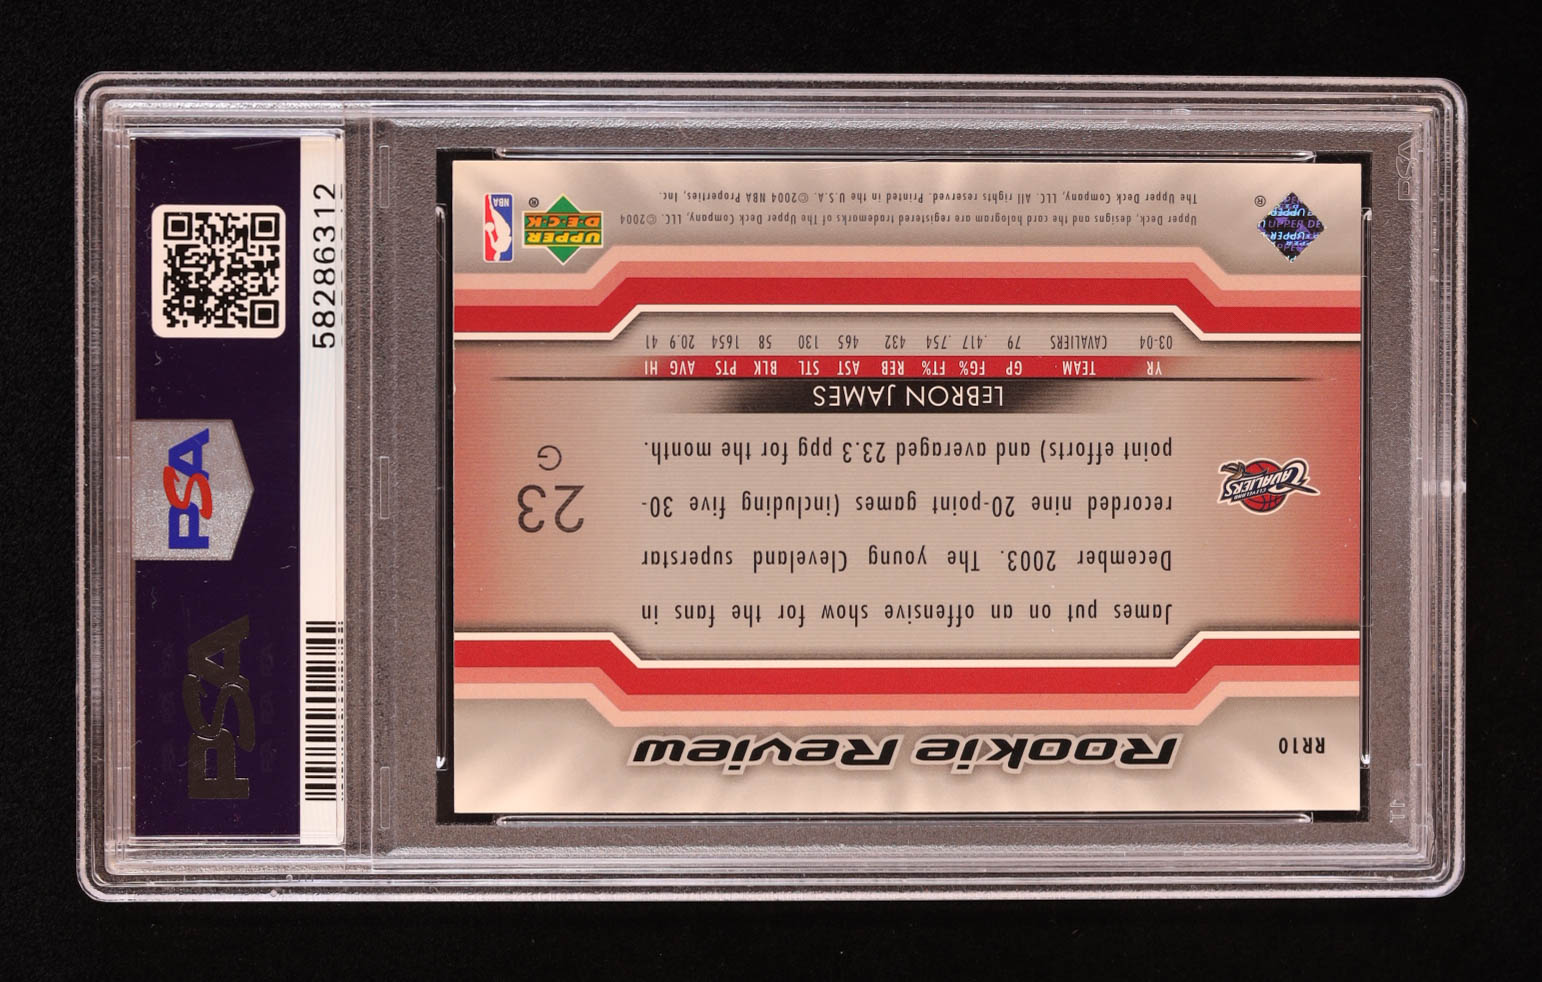 RR10
Rookie Review
James put on an offensive show for the fans in
December 2003. The young Cleveland superstar
recorded nine 20-point games (including five 30-
point efforts) and averaged 23.3 ppg for the month.
CLEVELAND
CAVALIERS
23
G
LEBRON JAMES
YR TEAM GP FG% FT% REB AST STL BLK PTS AVG HI
03-04 CAVALIERS 79 .417 .754 432 465 130 58 1654 20.9 41
Upper Deck, designs and the card hologram are registered trademarks of The Upper Deck Company, LLC. ©2004
The Upper Deck Company, LLC. All rights reserved. Printed in the U.S.A. ©2004 NBA Properties, Inc.
®
UPPER
DECK
®
NBA
58286312
PSA
PSA
PSA